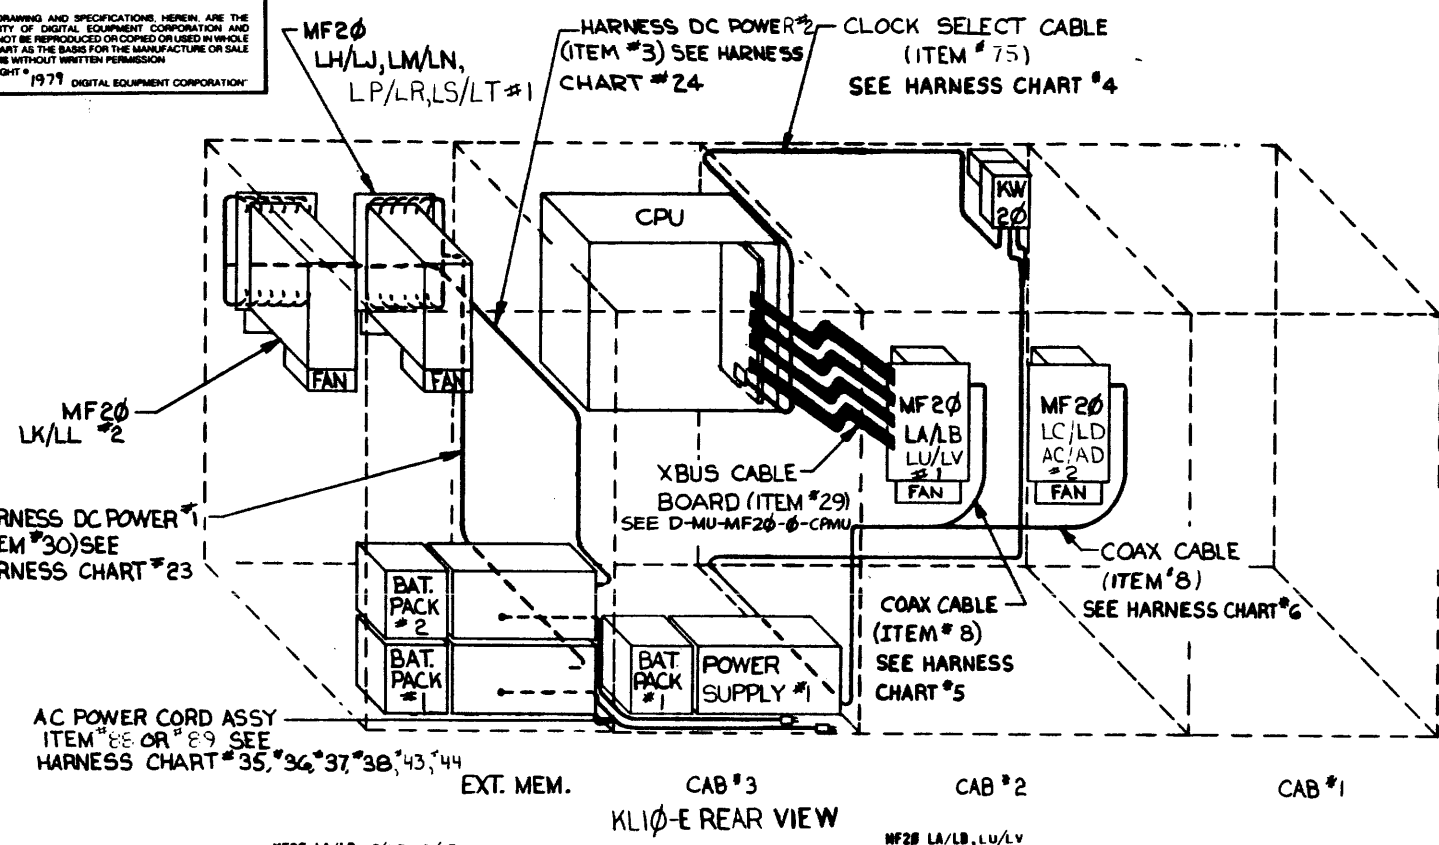 DRAWING AND SPECIFICATIONS, HEREIN, ARE THE
TY OF DIGITAL EQUIPMENT CORPORATION AND
NOT BE REPRODUCED OR COPIED OR USED IN WHOLE
ART AS THE BASIS FOR THE MANUFACTURE OR SALE
S WITHOUT WRITTEN PERMISSION
GHT © 1979 DIGITAL EQUIPMENT CORPORATION
MF2Ø
LH/LJ, LM/LN,
LP/LR, LS/LT #1
HARNESS DC POWER #2
(ITEM #3) SEE HARNESS
CHART #24
CLOCK SELECT CABLE
(ITEM #75)
SEE HARNESS CHART #4
KW
2Ø
CPU
FAN
FAN
MF2Ø
LK/LL #2
MF2Ø
LA/LB
LU/LV
#1
FAN
MF2Ø
LC/LD
AC/AD
#2
FAN
XBUS CABLE
BOARD (ITEM #29)
SEE D-MU-MF2Ø-Ø-CPMU
RNESS DC POWER #1
EM #30) SEE
RNESS CHART #23
COAX CABLE
(ITEM #8)
SEE HARNESS CHART #6
COAX CABLE
(ITEM #8)
SEE HARNESS
CHART #5
BAT.
PACK
#2
BAT.
PACK
#1
BAT.
PACK
#1
POWER
SUPPLY #1
AC POWER CORD ASSY
ITEM #88 OR #89 SEE
HARNESS CHART #35, #36, #37, #38, #43, #44
EXT. MEM.
CAB #3
CAB #2
CAB #1
KL1Ø-E REAR VIEW
MF2Ø LA/LB, LU/LV